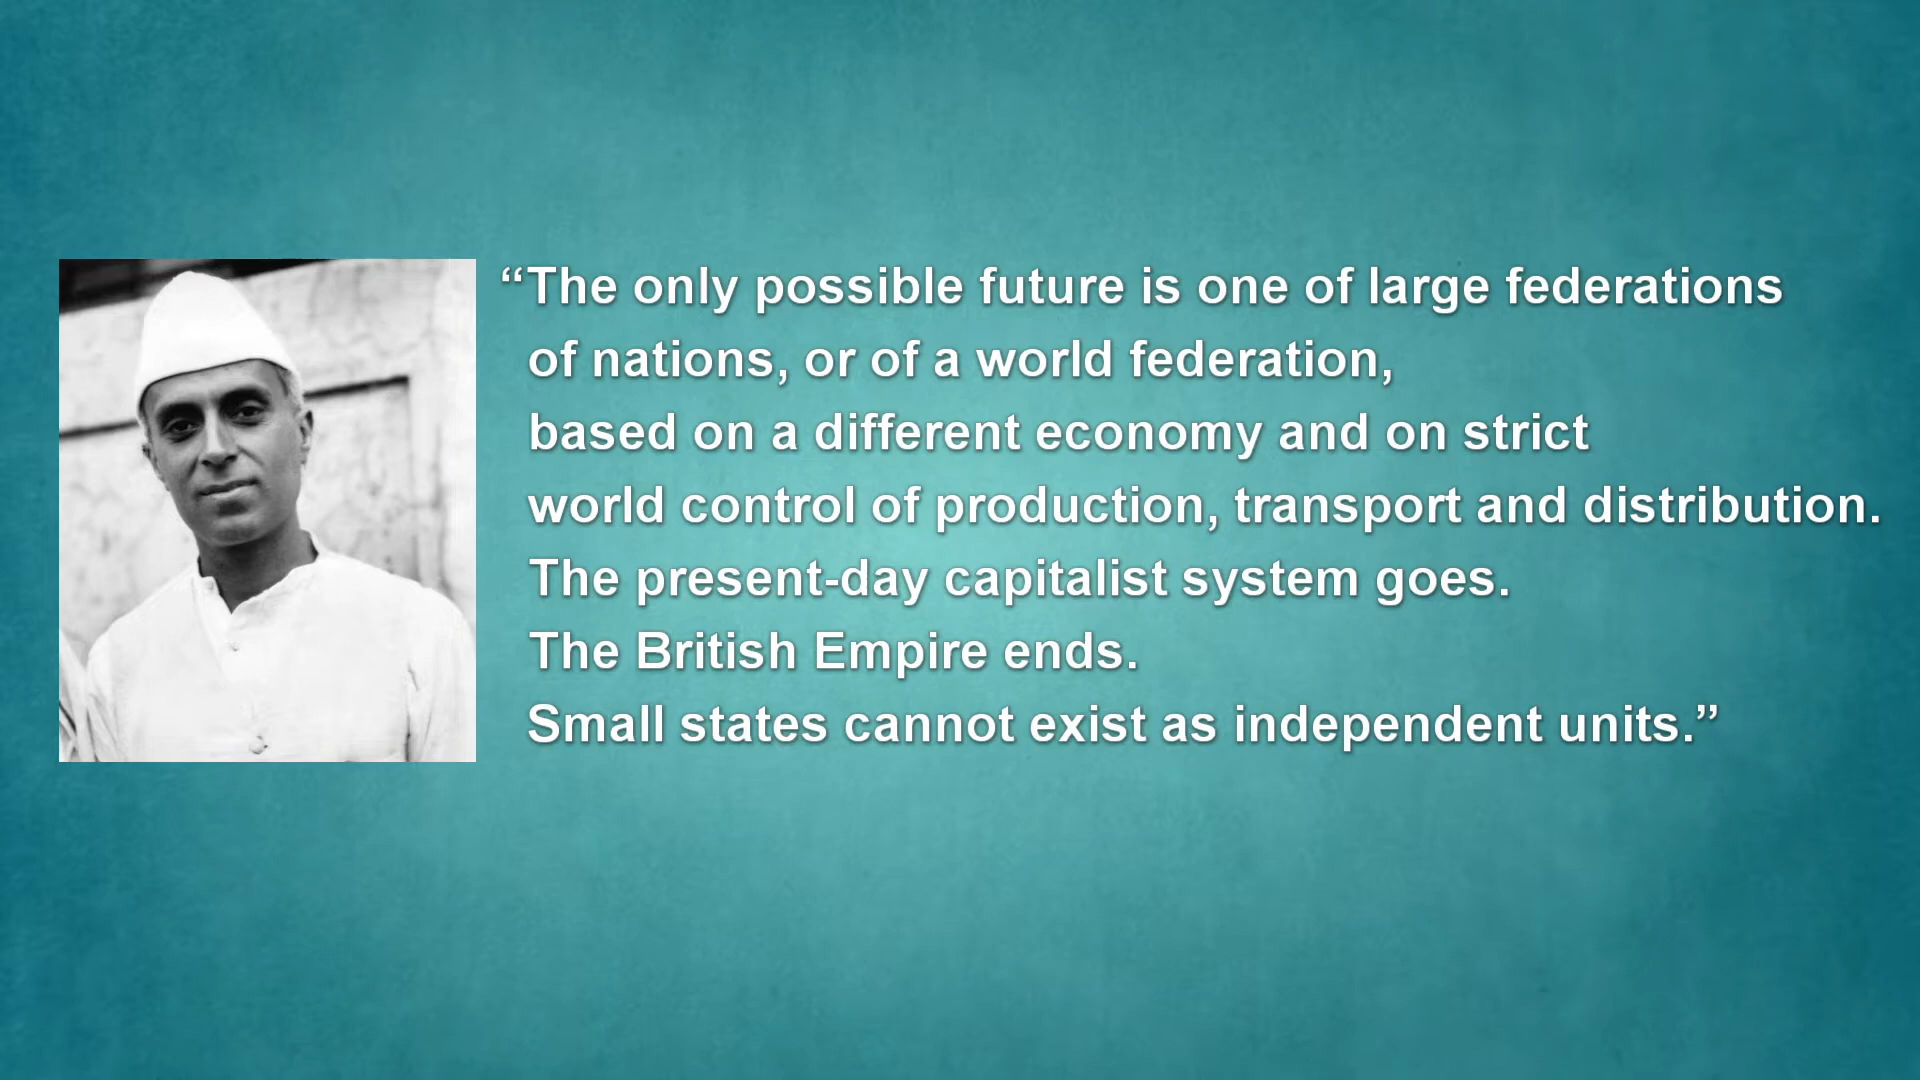 “The only possible future is one of large federations
of nations, or of a world federation,
based on a different economy and on strict
world control of production, transport and distribution.
The present-day capitalist system goes.
The British Empire ends.
Small states cannot exist as independent units.”